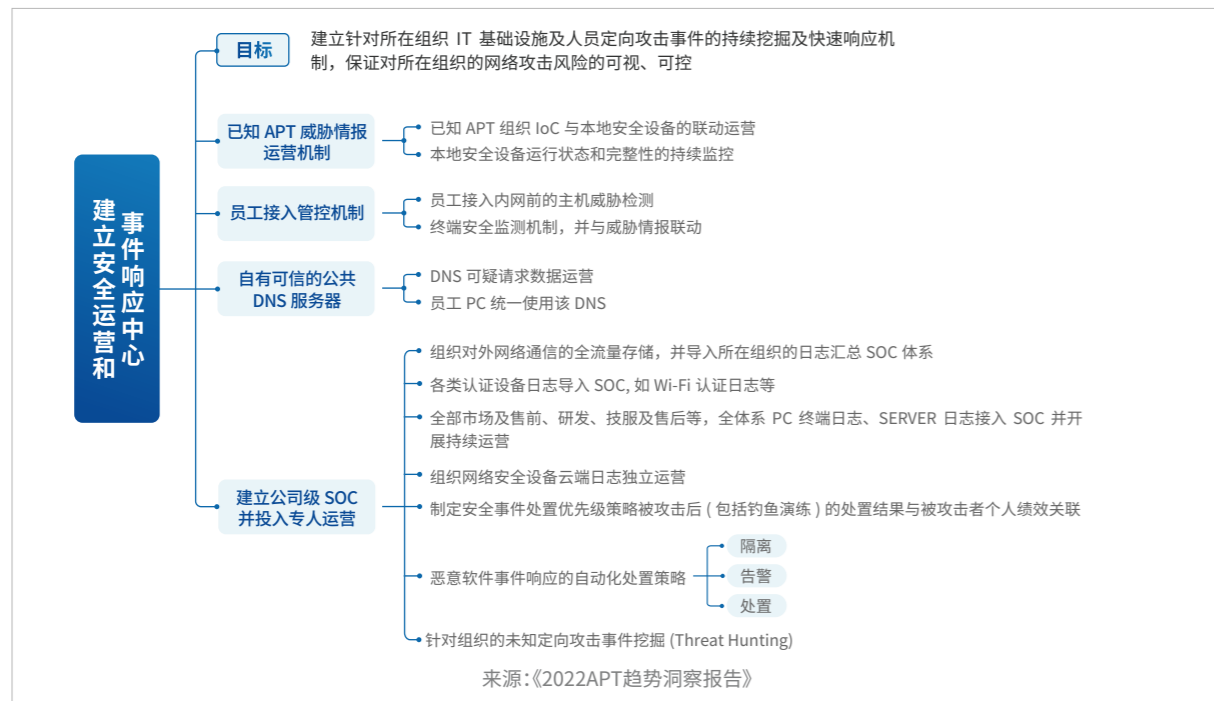 建立安全运营和
事件响应中心
目标
建立针对所在组织 IT 基础设施及人员定向攻击事件的持续挖掘及快速响应机
制，保证对所在组织的网络攻击风险的可视、可控
已知 APT 威胁情报
运营机制
已知 APT 组织 IoC 与本地安全设备的联动运营
本地安全设备运行状态和完整性的持续监控
员工接入管控机制
员工接入内网前的主机威胁检测
终端安全监测机制，并与威胁情报联动
自有可信的公共
DNS 服务器
DNS 可疑请求数据运营
员工 PC 统一使用该 DNS
建立公司级 SOC
并投入专人运营
组织对外网络通信的全流量存储，并导入所在组织的日志汇总 SOC 体系
各类认证设备日志导入 SOC, 如 Wi-Fi 认证日志等
全部市场及售前、研发、技服及售后等，全体系 PC 终端日志、SERVER 日志接入 SOC 并开
展持续运营
组织网络安全设备云端日志独立运营
制定安全事件处置优先级策略被攻击后 ( 包括钓鱼演练 ) 的处置结果与被攻击者个人绩效关联
恶意软件事件响应的自动化处置策略
隔离
告警
处置
针对组织的未知定向攻击事件挖掘 (Threat Hunting)
来源：《2022APT趋势洞察报告》